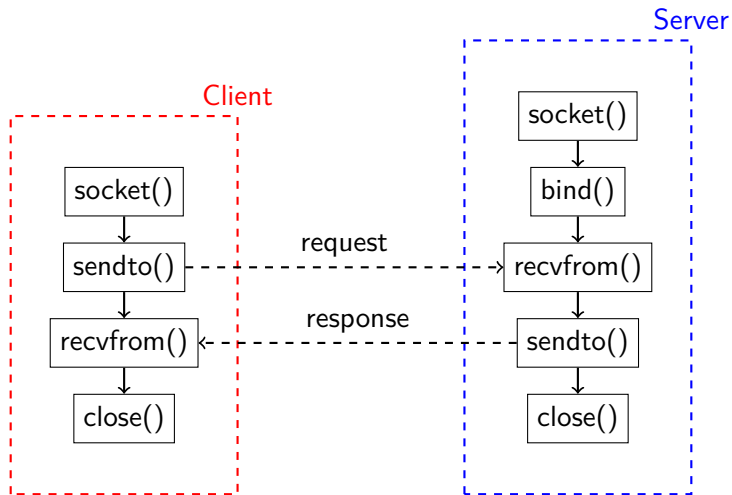 Client
socket()
sendto()
recvfrom()
close()
request
response
Server
socket()
bind()
recvfrom()
sendto()
close()